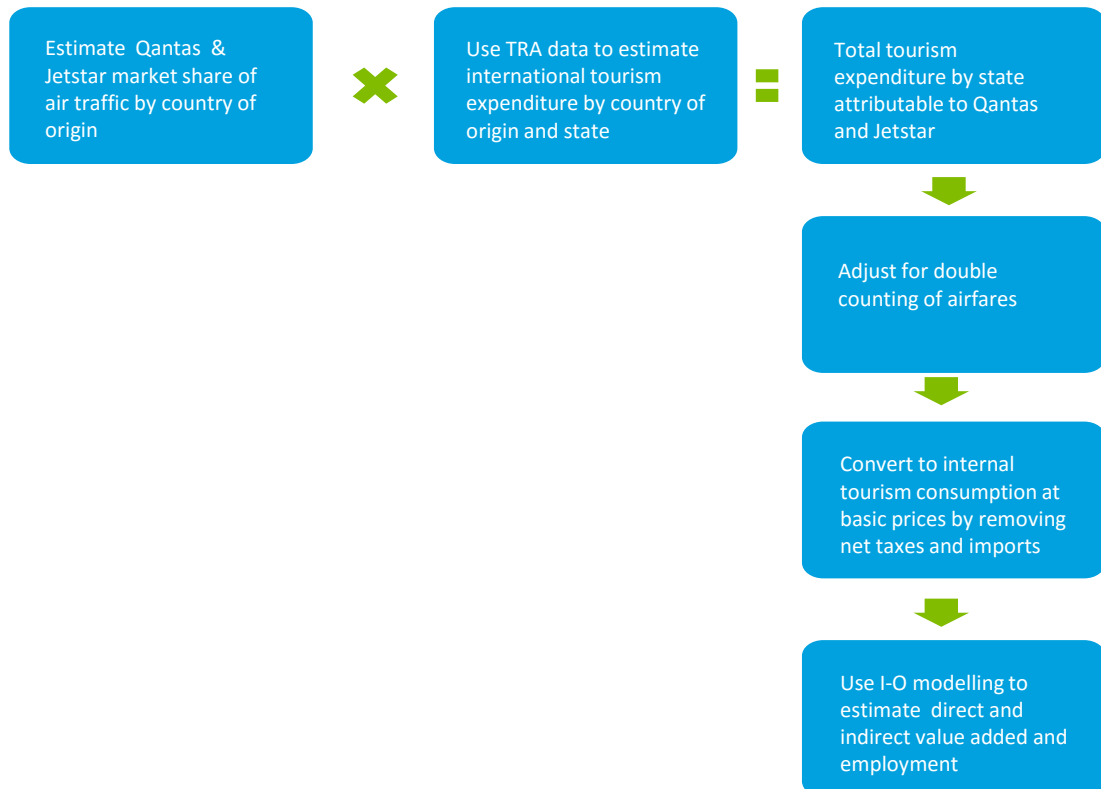 Estimate Qantas &
Jetstar market share of
air traffic by country of
origin
Use TRA data to estimate
international tourism
expenditure by country of
origin and state
Total tourism
expenditure by state
attributable to Qantas
and Jetstar
Adjust for double
counting of airfares
Convert to internal
tourism consumption at
basic prices by removing
net taxes and imports
Use I-O modelling to
estimate direct and
indirect value added and
employment